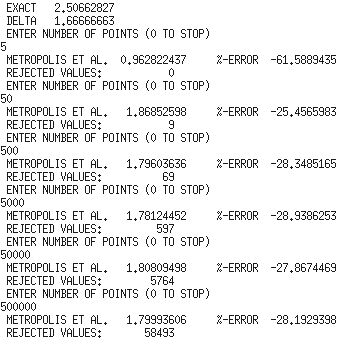 EXACT 2.50662827
DELTA 1.66666663
ENTER NUMBER OF POINTS (0 TO STOP)
5
METROPOLIS ET AL. 0.962822437 %-ERROR -61.5889435
REJECTED VALUES: 0
ENTER NUMBER OF POINTS (0 TO STOP)
50
METROPOLIS ET AL. 1.86852598 %-ERROR -25.4565983
REJECTED VALUES: 9
ENTER NUMBER OF POINTS (0 TO STOP)
500
METROPOLIS ET AL. 1.79603636 %-ERROR -28.3485165
REJECTED VALUES: 69
ENTER NUMBER OF POINTS (0 TO STOP)
5000
METROPOLIS ET AL. 1.78124452 %-ERROR -28.9386253
REJECTED VALUES: 597
ENTER NUMBER OF POINTS (0 TO STOP)
50000
METROPOLIS ET AL. 1.80809498 %-ERROR -27.8674469
REJECTED VALUES: 5764
ENTER NUMBER OF POINTS (0 TO STOP)
500000
METROPOLIS ET AL. 1.79993606 %-ERROR -28.1929398
REJECTED VALUES: 58493